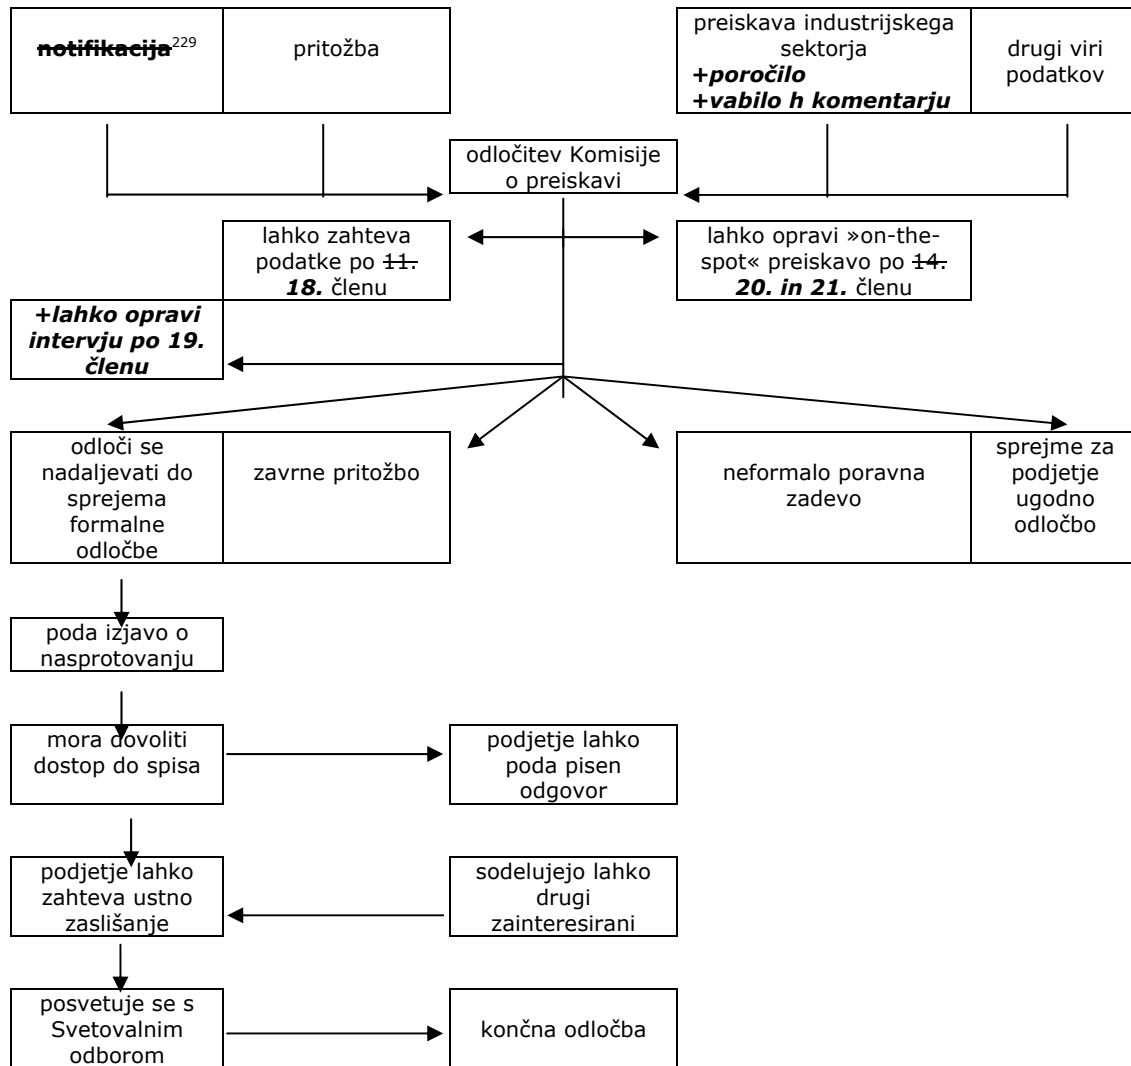 notifikacija229
pritožba
preiskava industrijskega
sektorja
+poročilo
+vabilo h komentarju
drugi viri
podatkov
odločitev Komisije
o preiskavi
lahko zahteva
podatke po 11.
18. členu
lahko opravi »on-the-
spot« preiskavo po 14.
20. in 21. členu
+lahko opravi
intervju po 19.
členu
odloči se
nadaljevati do
sprejema
formalne
odločbe
zavrne pritožbo
neformalo poravna
zadevo
sprejme za
podjetje
ugodno
odločbo
poda izjavo o
nasprotovanju
mora dovoliti
dostop do spisa
podjetje lahko
poda pisen
odgovor
podjetje lahko
zahteva ustno
zaslišanje
sodelujejo lahko
drugi
zainteresirani
posvetuje se s
Svetovalnim
odborom
končna odločba